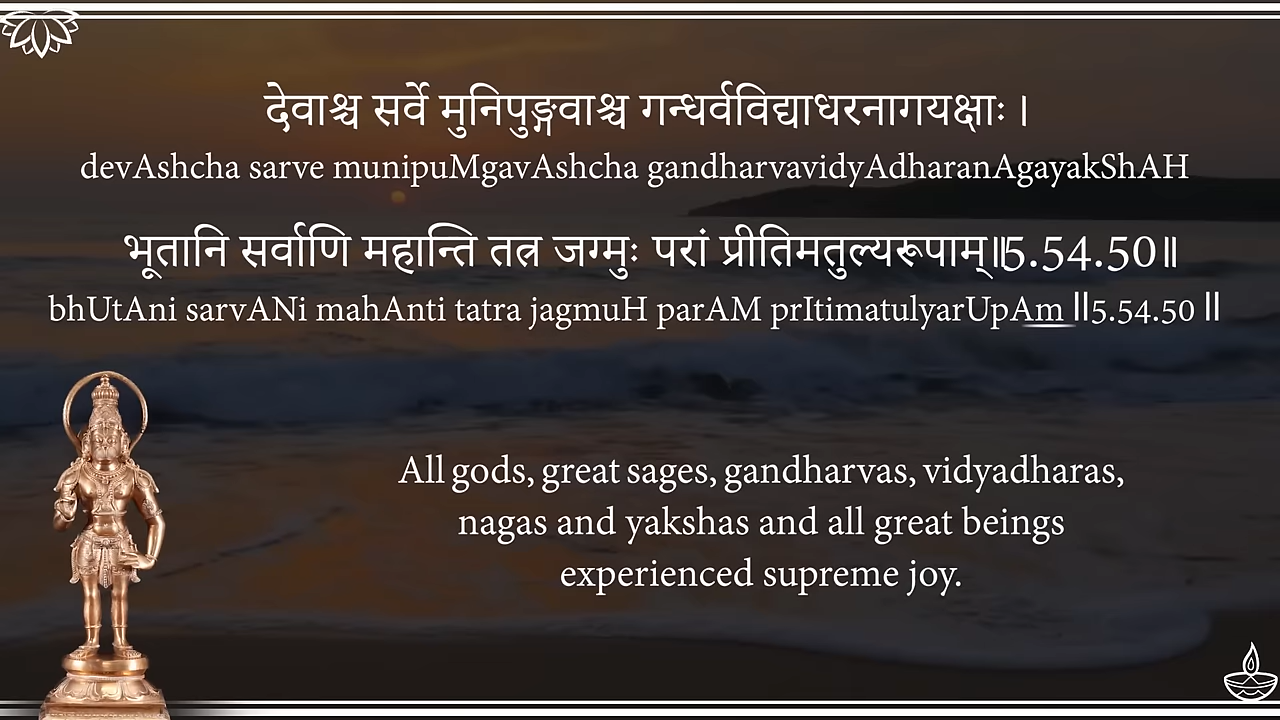 देवाश्च सर्वे मुनिपुङ्गवाश्च गन्धर्वविद्याधरनागयक्षाः ।
devAshcha sarve munipuMgavAshcha gandharvavidyAdharanAgayakShAH
भूतानि सर्वाणि महान्ति तत्र जग्मुः परां प्रीतिमतुल्यरूपाम्॥5.54.50॥
bhUtAni sarvANi mahAnti tatra jagmuH parAM prItimatulyarUpAm ॥5.54.50 ॥
All gods, great sages, gandharvas, vidyadharas,
nagas and yakshas and all great beings
experienced supreme joy.